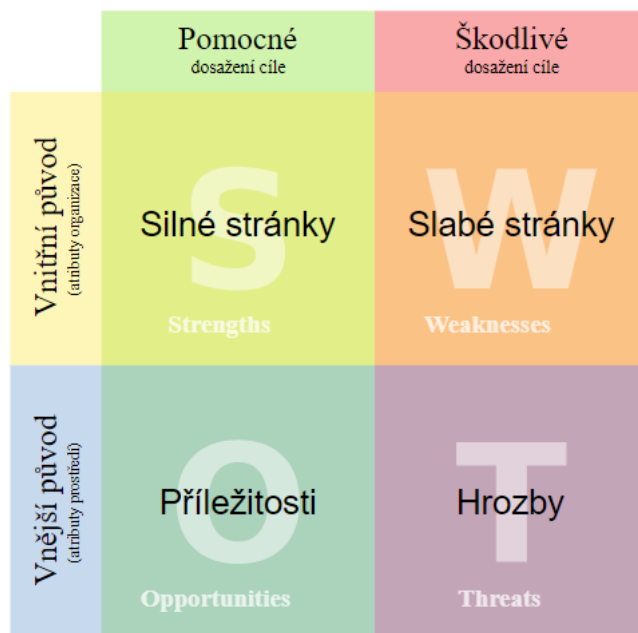 Pomocné
dosažení cíle
Škodlivé
dosažení cíle
Vnitřní původ
(atributy organizace)
S
Silné stránky
Strengths
W
Slabé stránky
Weaknesses
Vnější původ
(atributy prostředí)
O
Příležitosti
Opportunities
T
Hrozby
Threats